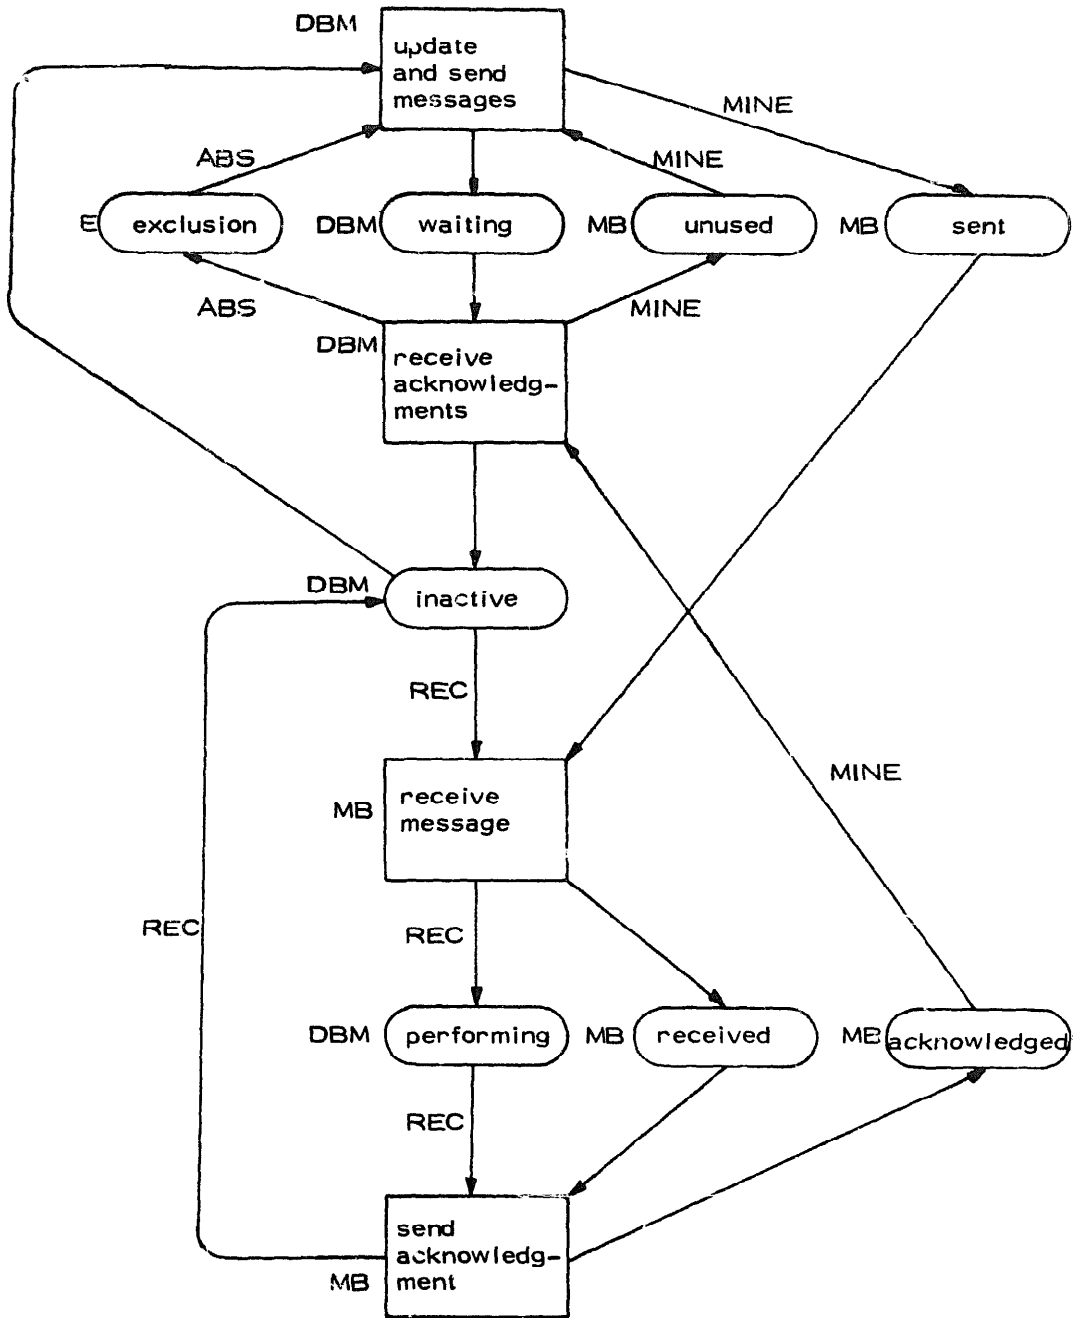 DBM
update
and send
messages
MINE
ABS
MINE
E
exclusion
DBM
waiting
MB
unused
MB
sent
ABS
MINE
DBM
receive
acknowledg-
ments
DBM
inactive
REC
MINE
MB
receive
message
REC
REC
DBM
performing
MB
received
MB
acknowledged
REC
send
acknowledg-
ment
MB